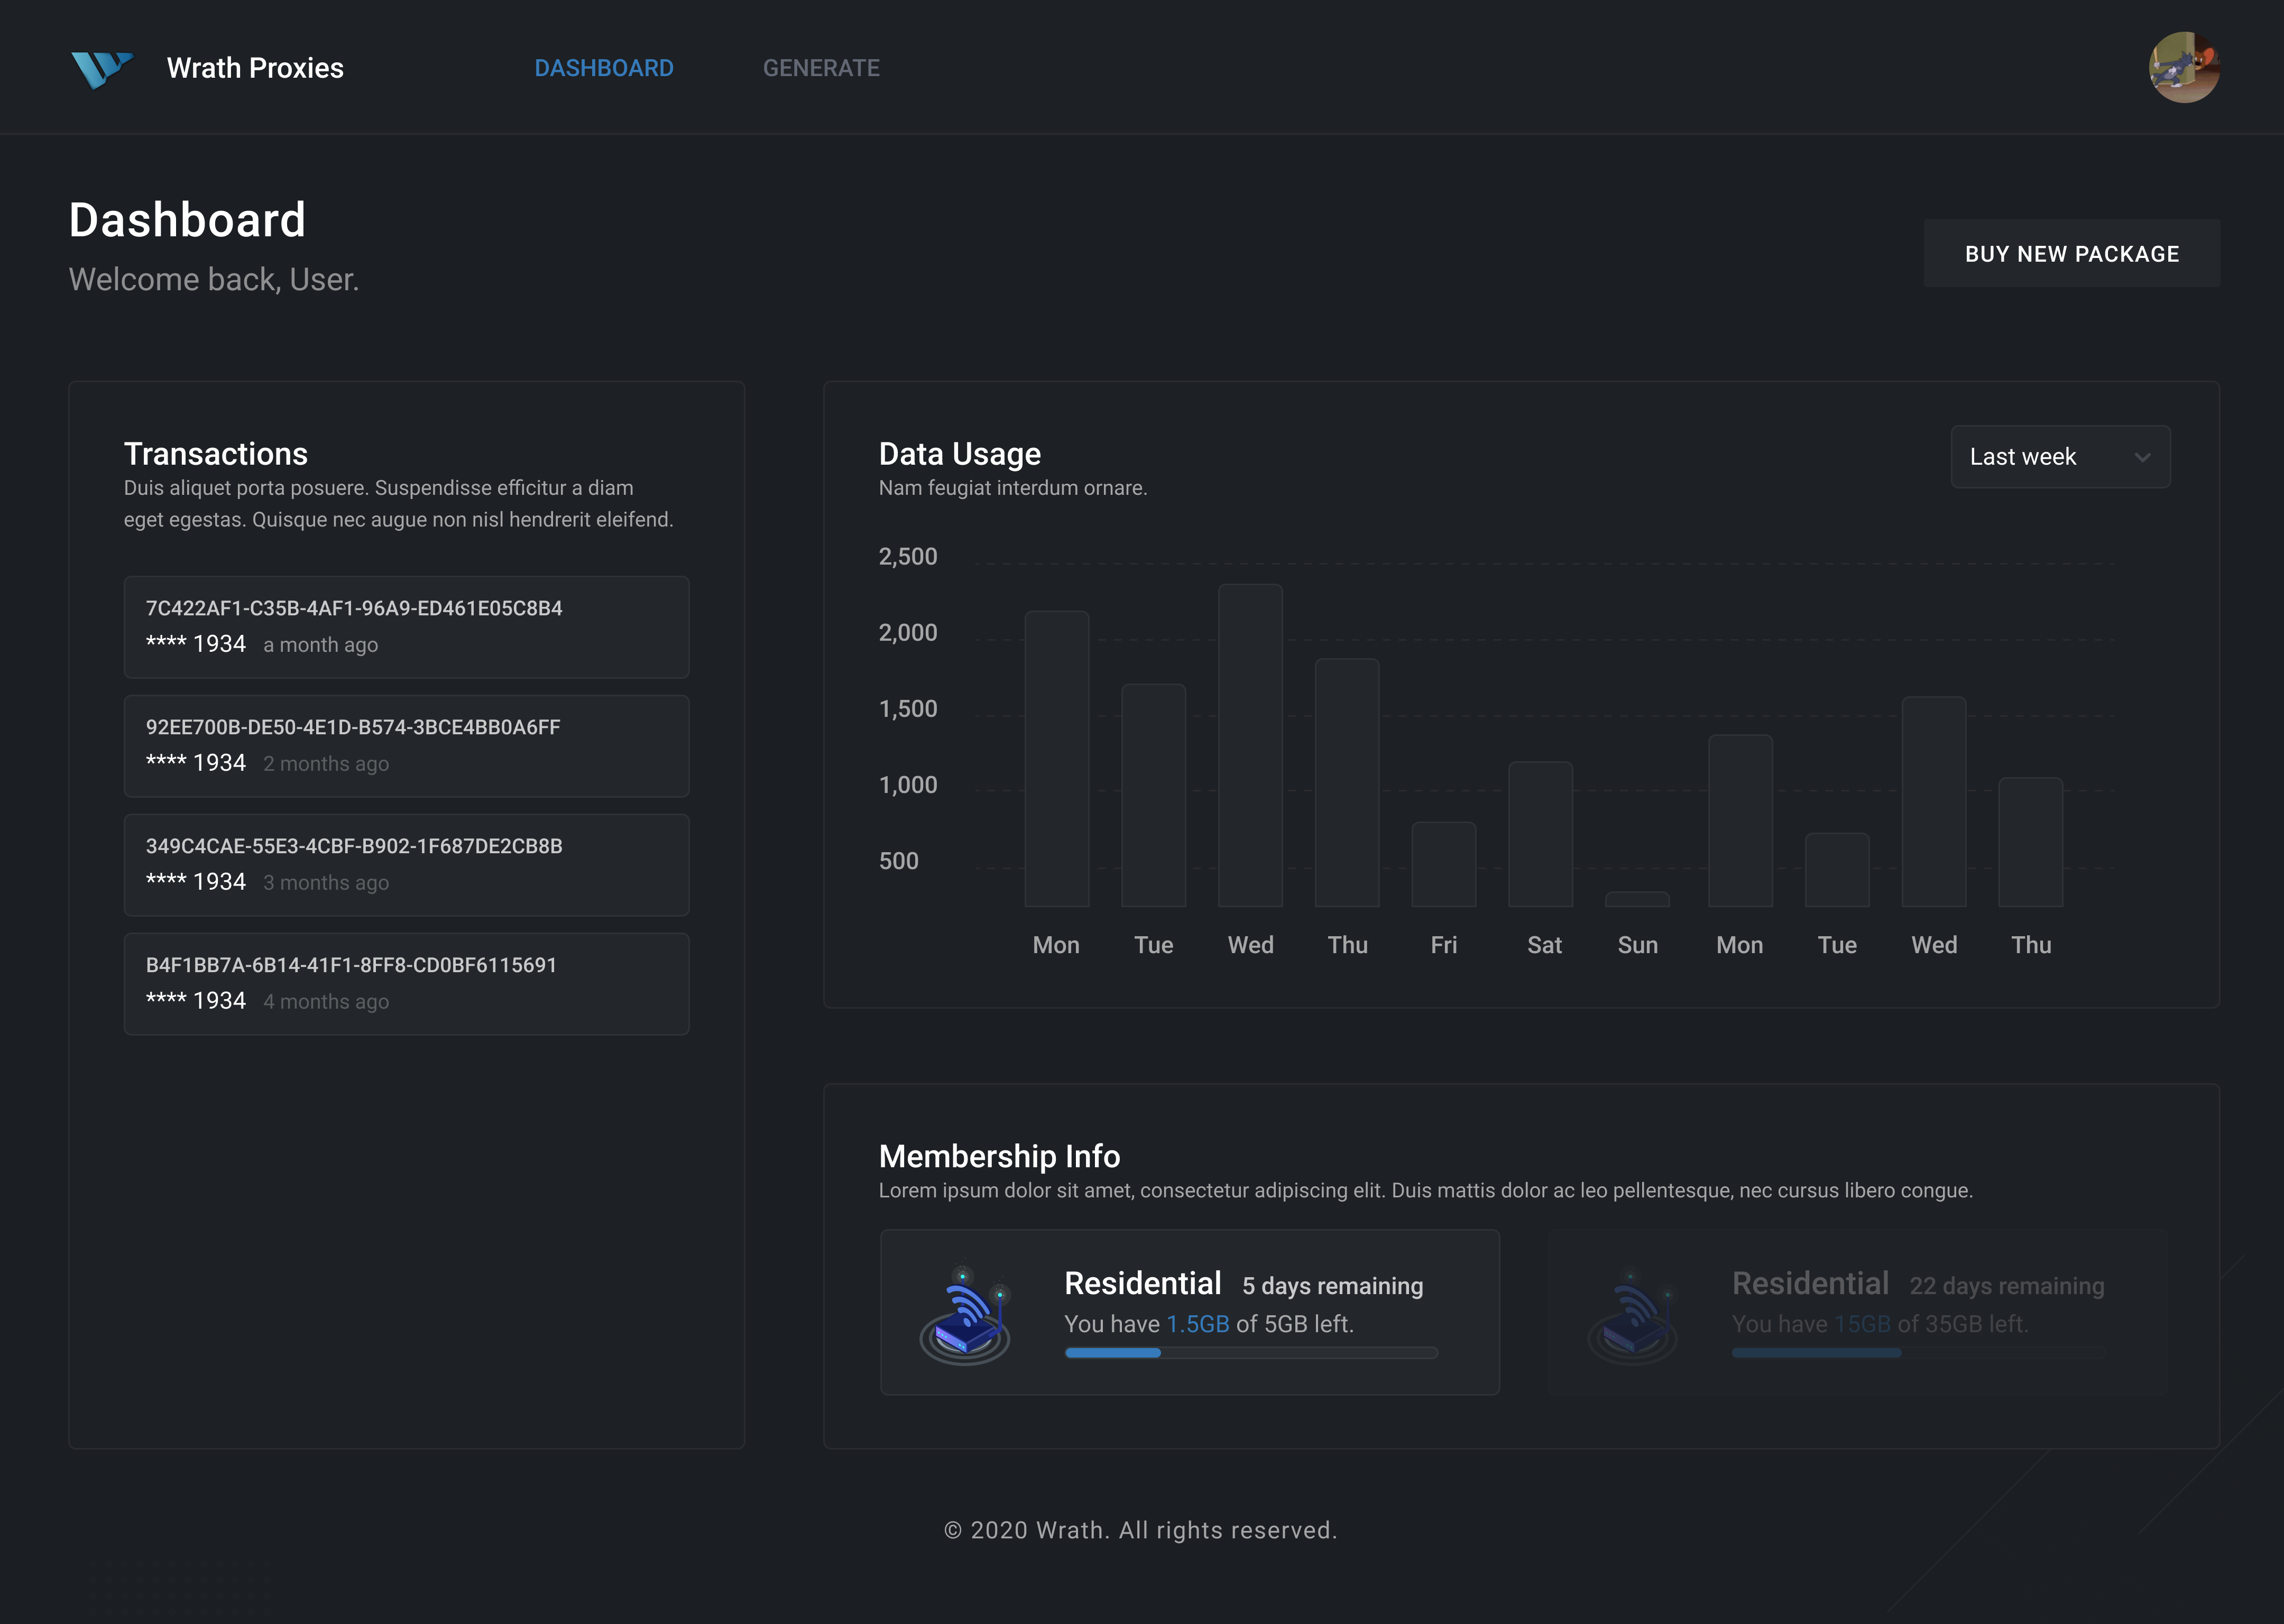 Wrath Proxies
DASHBOARD
GENERATE
Dashboard
Welcome back, User.
BUY NEW PACKAGE
Transactions
Duis aliquet porta posuere. Suspendisse efficitur a diam
eget egestas. Quisque nec augue non nisl hendrerit eleifend.
7C422AF1-C35B-4AF1-96A9-ED461E05C8B4
**** 1934 a month ago
92EE700B-DE50-4E1D-B574-3BCE4BB0A6FF
**** 1934 2 months ago
349C4CAE-55E3-4CBF-B902-1F687DE2CB8B
**** 1934 3 months ago
B4F1BB7A-6B14-41F1-8FF8-CD0BF6115691
**** 1934 4 months ago
Data Usage
Nam feugiat interdum ornare.
Last week
2,500
2,000
1,500
1,000
500
Mon Tue Wed Thu Fri Sat Sun Mon Tue Wed Thu
Membership Info
Lorem ipsum dolor sit amet, consectetur adipiscing elit. Duis mattis dolor ac leo pellentesque, nec cursus libero congue.
Residential 5 days remaining
You have 1.5GB of 5GB left.
Residential 22 days remaining
You have 15GB of 35GB left.
© 2020 Wrath. All rights reserved.